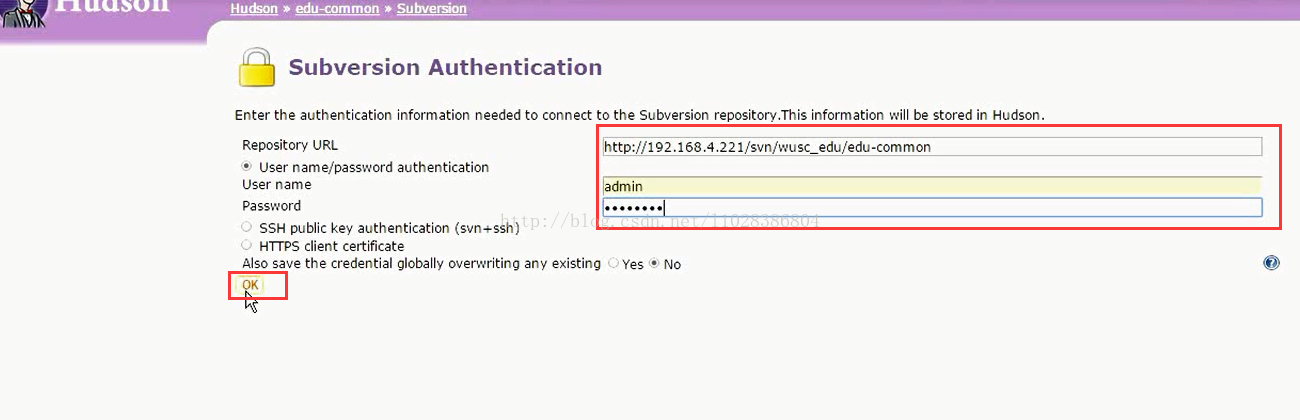 Hudson
Hudson » edu-common » Subversion
Subversion Authentication
Enter the authentication information needed to connect to the Subversion repository.This information will be stored in Hudson.
Repository URL
http://192.168.4.221/svn/wusc_edu/edu-common
User name/password authentication
User name
admin
Password
••••••••
http://blog.csdn.net/11028386804
SSH public key authentication (svn+ssh)
HTTPS client certificate
Also save the credential globally overwriting any existing Yes No
OK